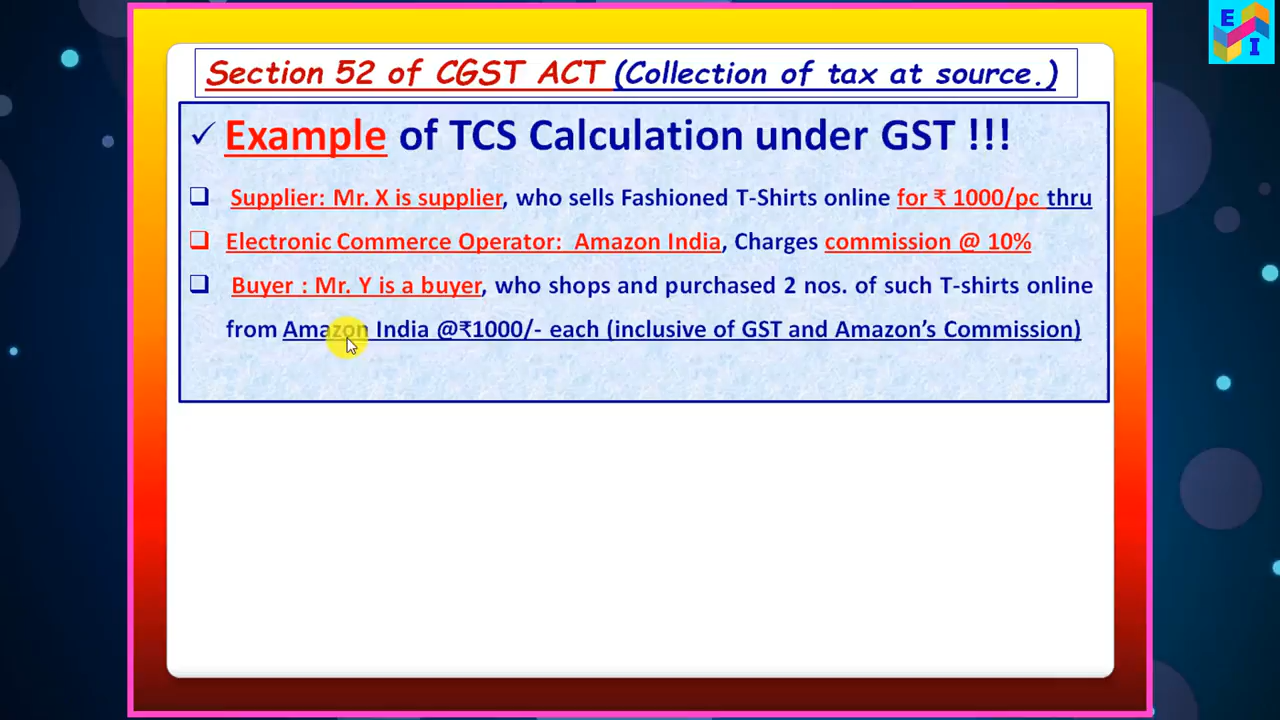 E
I
Section 52 of CGST ACT (Collection of tax at source.)
✓ Example of TCS Calculation under GST !!!
❑ Supplier: Mr. X is supplier, who sells Fashioned T-Shirts online for ₹ 1000/pc thru
❑ Electronic Commerce Operator: Amazon India, Charges commission @ 10%
❑ Buyer : Mr. Y is a buyer, who shops and purchased 2 nos. of such T-shirts online
from Amazon India @₹1000/- each (inclusive of GST and Amazon's Commission)